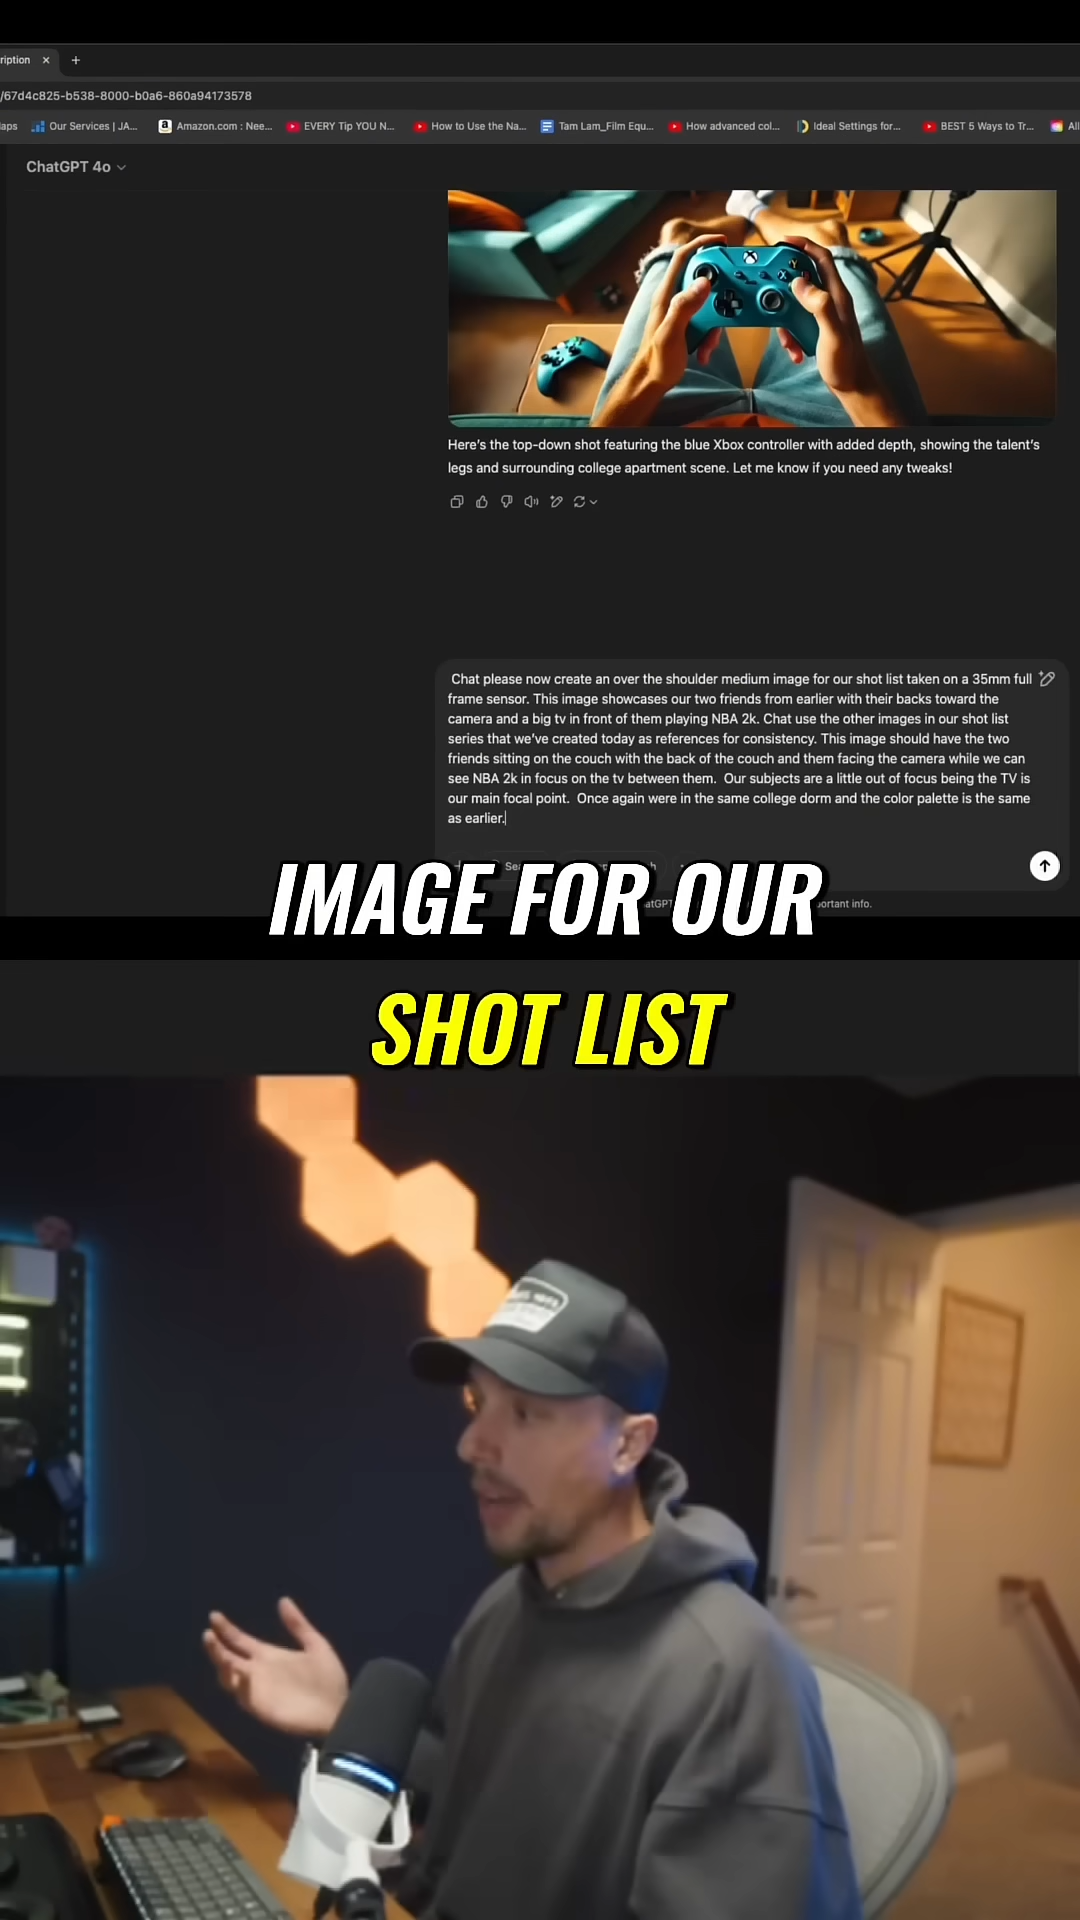 ription × +
/67d4c825-b538-8000-b0a6-860a94173578
aps Our Services | JA... Amazon.com : Nee... EVERY Tip YOU N... How to Use the Na... Tam Lam_Film Equ... How advanced col... Ideal Settings for... BEST 5 Ways to Tr... All
ChatGPT 4o
Here's the top-down shot featuring the blue Xbox controller with added depth, showing the talent's
legs and surrounding college apartment scene. Let me know if you need any tweaks!
Chat please now create an over the shoulder medium image for our shot list taken on a 35mm full
frame sensor. This image showcases our two friends from earlier with their backs toward the
camera and a big tv in front of them playing NBA 2k. Chat use the other images in our shot list
series that we've created today as references for consistency. This image should have the two
friends sitting on the couch with the back of the couch and them facing the camera while we can
see NBA 2k in focus on the tv between them.  Our subjects are a little out of focus being the TV is
our main focal point.  Once again were in the same college dorm and the color palette is the same
as earlier.
IMAGE FOR OUR
atGPT portant info.
SHOT LIST